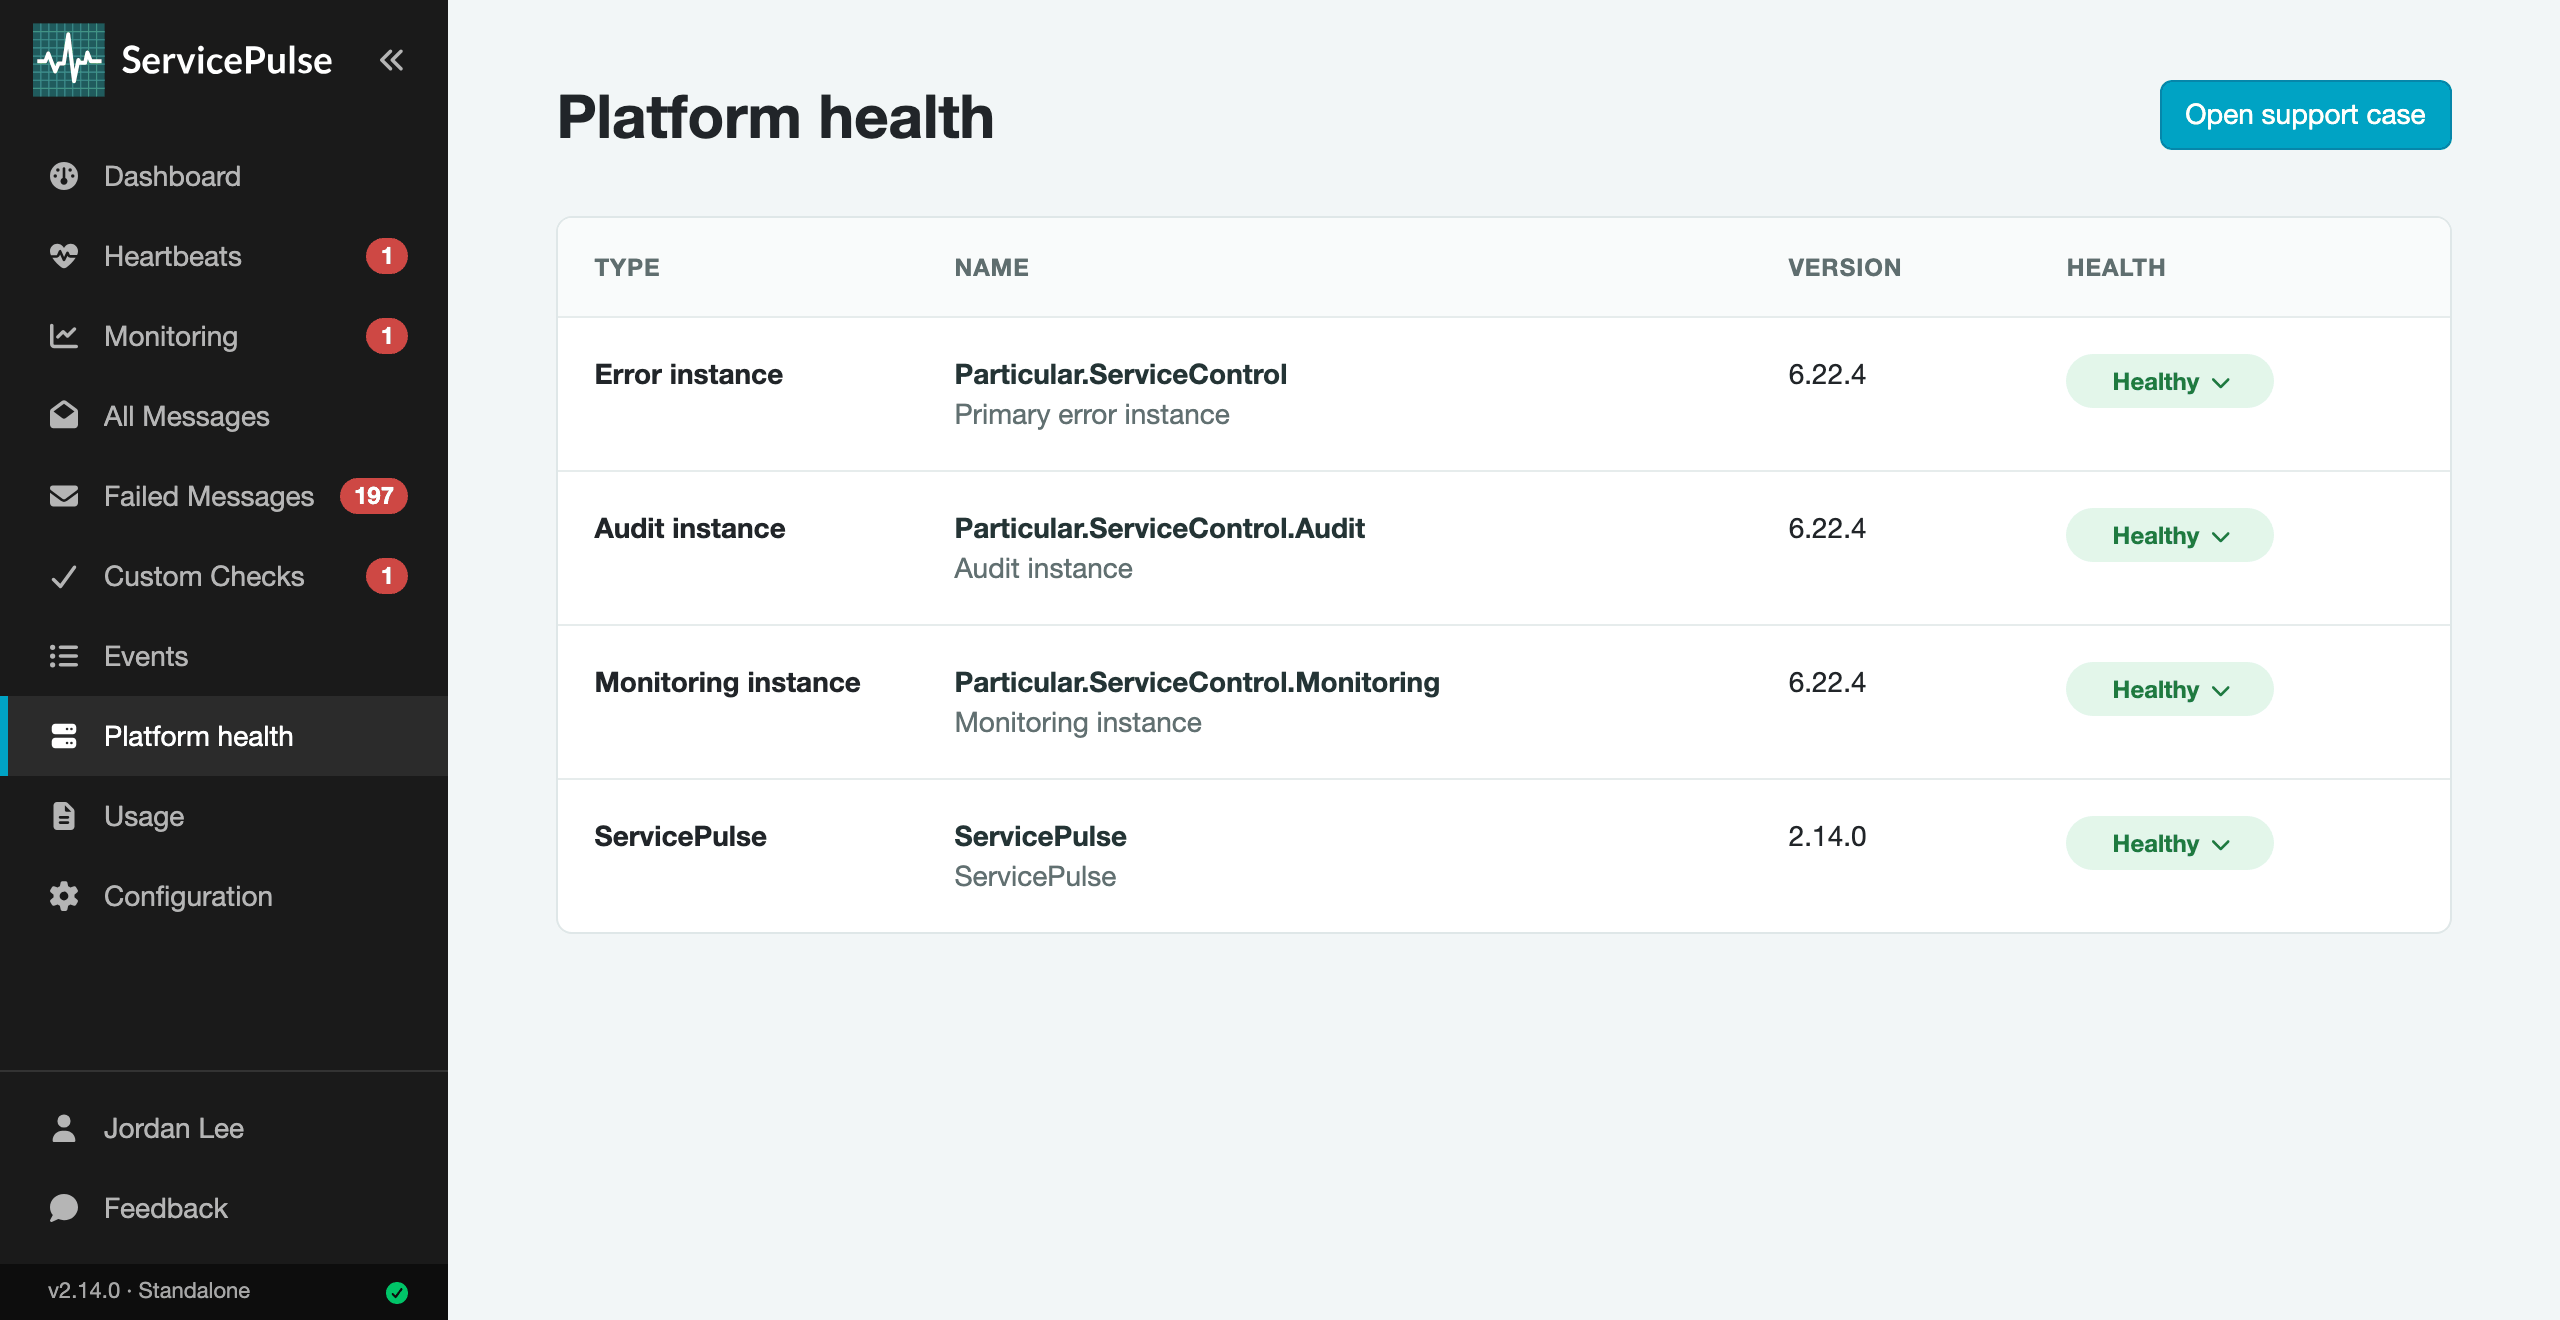 ServicePulse
Dashboard
Heartbeats 1
Monitoring 1
All Messages
Failed Messages 197
Custom Checks 1
Events
Platform health
Usage
Configuration
Jordan Lee
Feedback
v2.14.0 · Standalone
Platform health
Open support case
TYPE NAME VERSION HEALTH
Error instance Particular.ServiceControl 6.22.4 Healthy
Primary error instance
Audit instance Particular.ServiceControl.Audit 6.22.4 Healthy
Audit instance
Monitoring instance Particular.ServiceControl.Monitoring 6.22.4 Healthy
Monitoring instance
ServicePulse ServicePulse 2.14.0 Healthy
ServicePulse